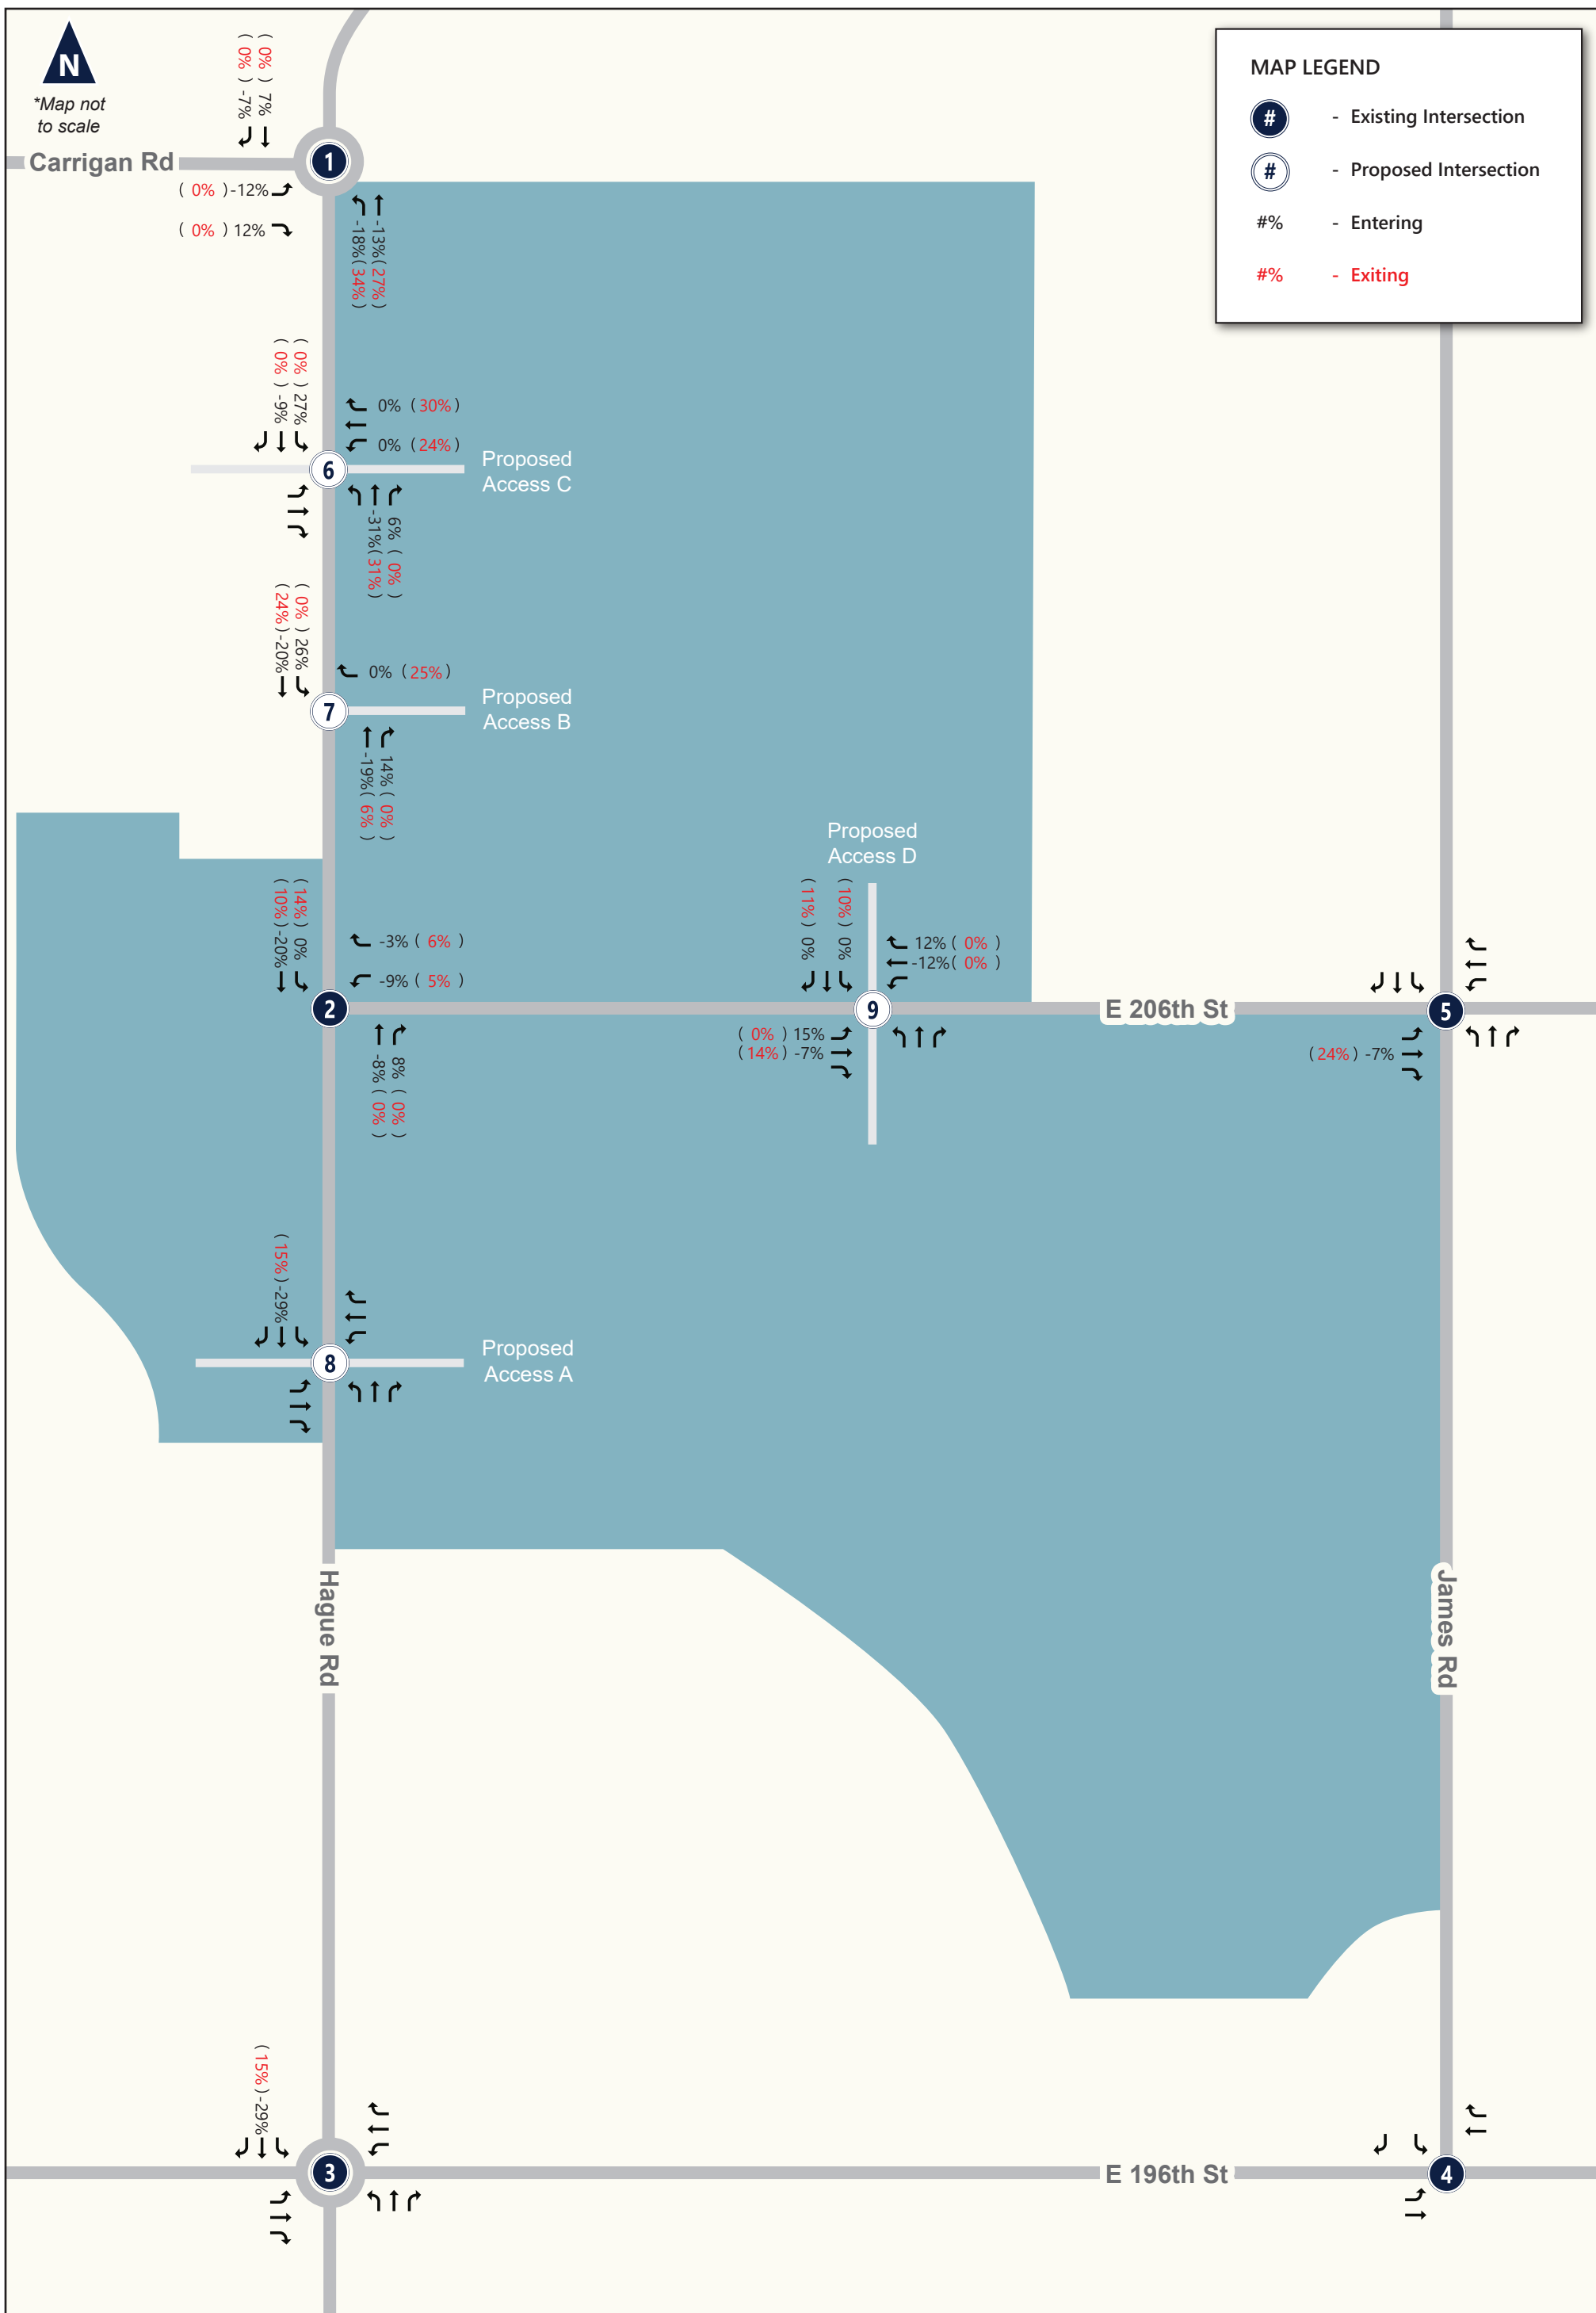 N
*Map not
to scale
MAP LEGEND
# - Existing Intersection
# - Proposed Intersection
#% - Entering
#% - Exiting
( 0% ) 7%
( 0% ) -7%
Carrigan Rd
1
( 0% ) -12%
( 0% ) 12%
-13% ( 27% )
-18% ( 34% )
( 0% ) 27%
( 0% ) -9%
0% ( 30% )
0% ( 24% )
6
Proposed
Access C
6% ( 0% )
-31% ( 31% )
( 0% ) 26%
( 24% ) -20%
0% ( 25% )
7
Proposed
Access B
14% ( 0% )
-19% ( 6% )
Proposed
Access D
( 14% ) 0%
( 10% ) -20%
-3% ( 6% )
-9% ( 5% )
2
8% ( 0% )
-8% ( 0% )
( 10% ) 0%
( 11% ) 0%
12% ( 0% )
-12% ( 0% )
9
( 0% ) 15%
( 14% ) -7%
E 206th St
5
( 24% ) -7%
( 15% ) -29%
8
Proposed
Access A
Hague Rd
James Rd
( 15% ) -29%
3
E 196th St
4